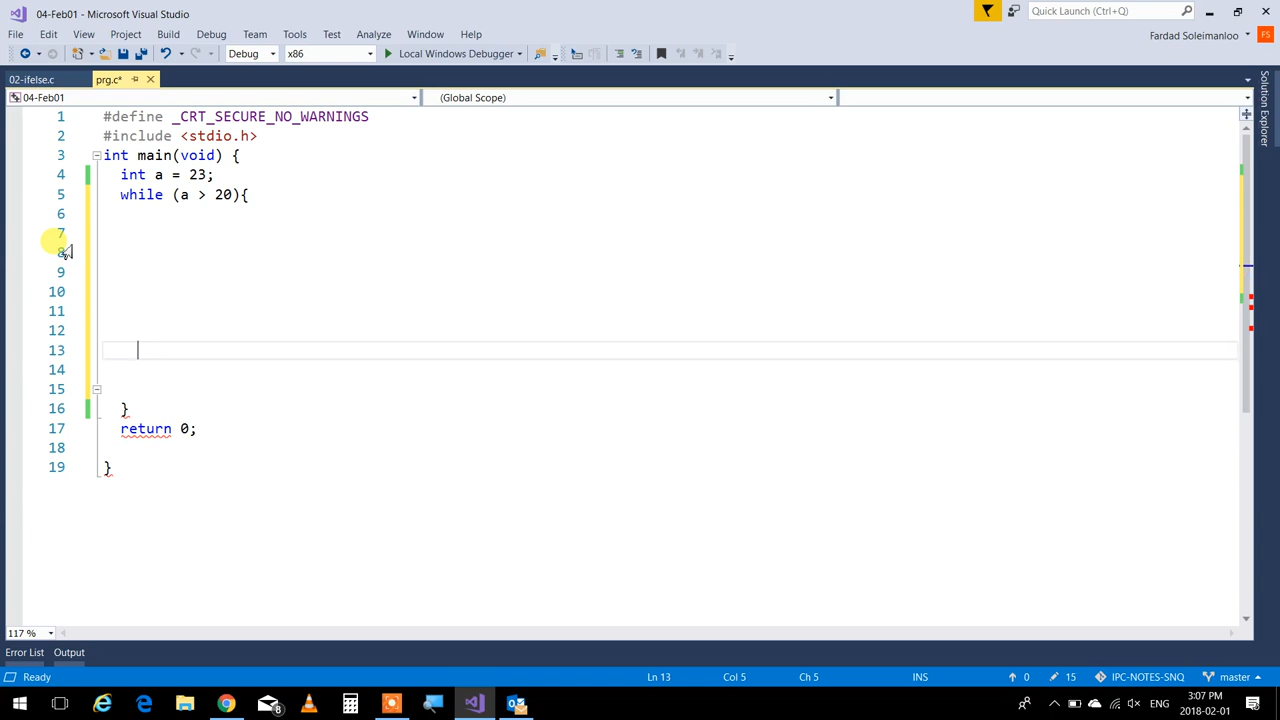 04-Feb01 - Microsoft Visual Studio
Quick Launch (Ctrl+Q)
File Edit View Project Build Debug Team Tools Test Analyze Window Help
Fardad Soleimanloo FS
Debug x86 Local Windows Debugger
02-ifelse.c prg.c*
04-Feb01 (Global Scope)
Solution Explorer
1 #define _CRT_SECURE_NO_WARNINGS
2 #include <stdio.h>
3 int main(void) {
4 int a = 23;
5 while (a > 20){
6
7
8
9
10
11
12
13
14
15
16 }
17 return 0;
18
19 }
117 %
Error List Output
Ready Ln 13 Col 5 Ch 5 INS 0 15 IPC-NOTES-SNQ master
8 ENG 3:07 PM
2018-02-01